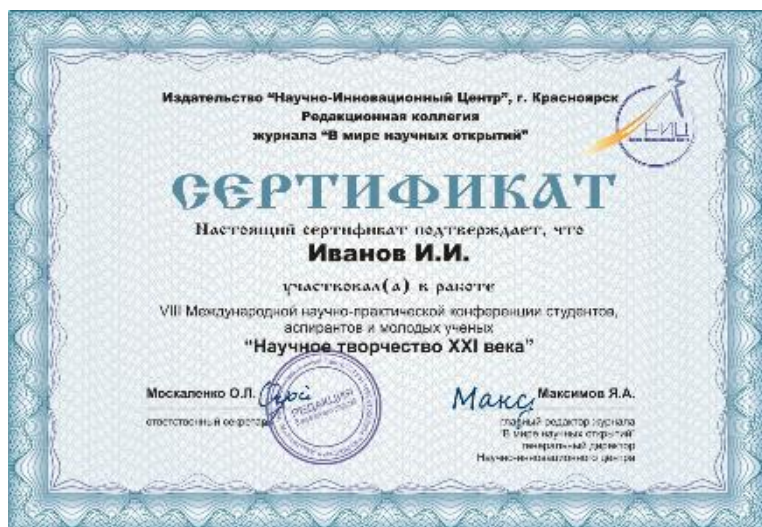 Издательство “Научно-Инновационный Центр”, г. Красноярск
Редакционная коллегия
журнала “В мире научных открытий”
НИЦ
СЕРТИФИКАТ
Настоящий сертификат подтверждает, что
Иванов И.И.
участвовал(а) в работе
VIII Международной научно-практической конференции студентов,
аспирантов и молодых ученых
“Научное творчество XXI века”
Москаленко О.Л.
ответственный секретарь
РЕДАКЦИЯ
Макс
Максимов Я.А.
главный редактор журнала
“В мире научных открытий”
генеральный директор
Научно-инновационного центра